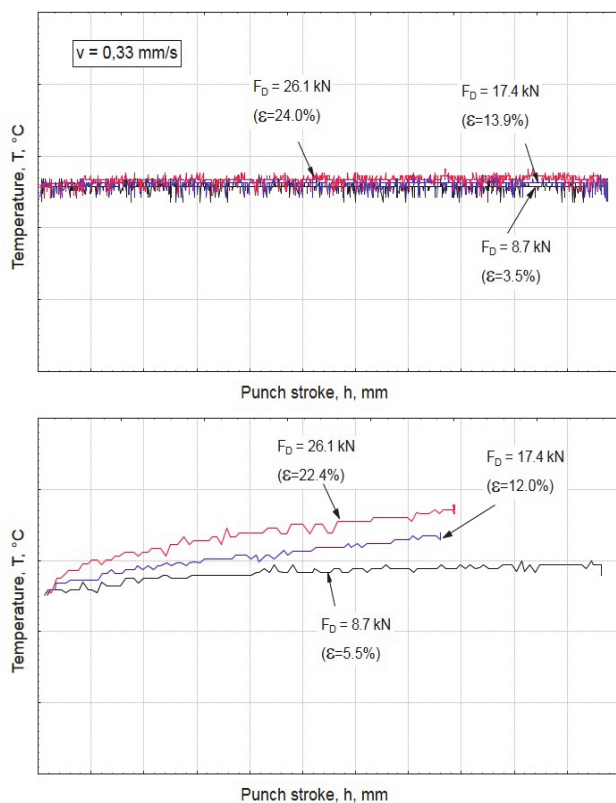 v = 0,33 mm/s
F_D = 26.1 kN
(ε=24.0%)
F_D = 17.4 kN
(ε=13.9%)
F_D = 8.7 kN
(ε=3.5%)
Temperature, T, °C
Punch stroke, h, mm
F_D = 26.1 kN
(ε=22.4%)
F_D = 17.4 kN
(ε=12.0%)
F_D = 8.7 kN
(ε=5.5%)
Temperature, T, °C
Punch stroke, h, mm